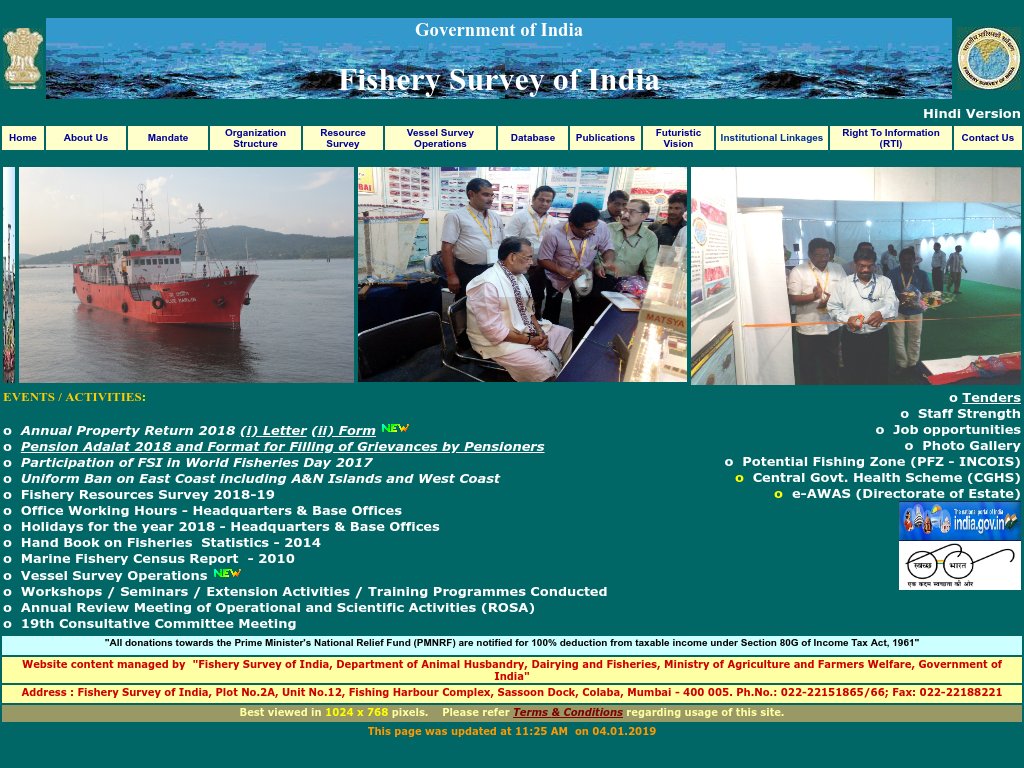 Government of India
Fishery Survey of India
FISHERY SURVEY OF INDIA
Hindi Version
Home
About Us
Mandate
Organization Structure
Resource Survey
Vessel Survey Operations
Database
Publications
Futuristic Vision
Institutional Linkages
Right To Information (RTI)
Contact Us
MATSYA
EVENTS / ACTIVITIES:
o Annual Property Return 2018 (I) Letter (II) Form NEW
o Pension Adalat 2018 and Format for Filling of Grievances by Pensioners
o Participation of FSI in World Fisheries Day 2017
o Uniform Ban on East Coast including A&N Islands and West Coast
o Fishery Resources Survey 2018-19
o Office Working Hours - Headquarters & Base Offices
o Holidays for the year 2018 - Headquarters & Base Offices
o Hand Book on Fisheries Statistics - 2014
o Marine Fishery Census Report - 2010
o Vessel Survey Operations NEW
o Workshops / Seminars / Extension Activities / Training Programmes Conducted
o Annual Review Meeting of Operational and Scientific Activities (ROSA)
o 19th Consultative Committee Meeting
o Tenders
o Staff Strength
o Job opportunities
o Photo Gallery
o Potential Fishing Zone (PFZ - INCOIS)
o Central Govt. Health Scheme (CGHS)
o e-AWAS (Directorate of Estate)
The national portal of India
india.gov.in
स्वच्छ भारत
एक कदम स्वच्छता की ओर
"All donations towards the Prime Minister's National Relief Fund (PMNRF) are notified for 100% deduction from taxable income under Section 80G of Income Tax Act, 1961"
Website content managed by "Fishery Survey of India, Department of Animal Husbandry, Dairying and Fisheries, Ministry of Agriculture and Farmers Welfare, Government of
India"
Address : Fishery Survey of India, Plot No.2A, Unit No.12, Fishing Harbour Complex, Sassoon Dock, Colaba, Mumbai - 400 005. Ph.No.: 022-22151865/66; Fax: 022-22188221
Best viewed in 1024 x 768 pixels. Please refer Terms & Conditions regarding usage of this site.
This page was updated at 11:25 AM on 04.01.2019